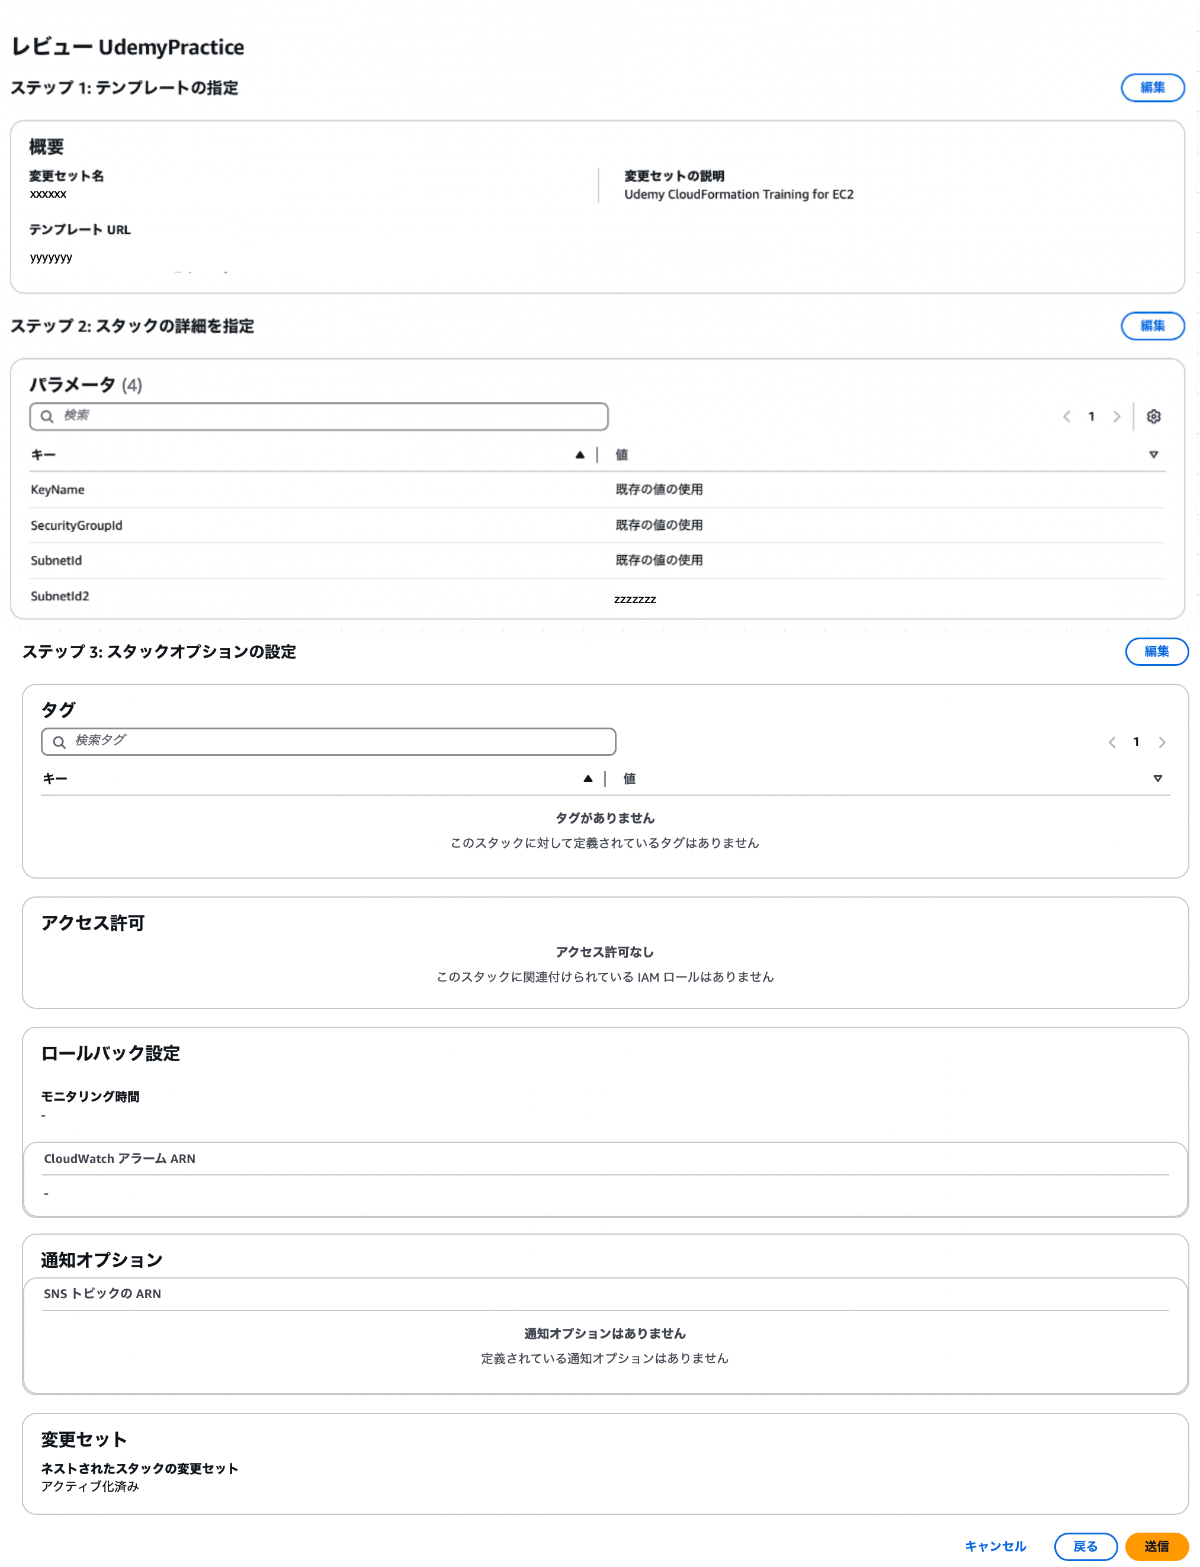 レビュー UdemyPractice
ステップ 1: テンプレートの指定
編集
概要
変更セット名
xxxxxx
変更セットの説明
Udemy CloudFormation Training for EC2
テンプレート URL
yyyyyyy
ステップ 2: スタックの詳細を指定
編集
パラメータ (4)
検索
1
キー
値
KeyName
既存の値の使用
SecurityGroupId
既存の値の使用
SubnetId
既存の値の使用
SubnetId2
zzzzzzz
ステップ 3: スタックオプションの設定
編集
タグ
検索タグ
1
キー
値
タグがありません
このスタックに対して定義されているタグはありません
アクセス許可
アクセス許可なし
このスタックに関連付けられている IAM ロールはありません
ロールバック設定
モニタリング時間
-
CloudWatch アラーム ARN
-
通知オプション
SNS トピックの ARN
通知オプションはありません
定義されている通知オプションはありません
変更セット
ネストされたスタックの変更セット
アクティブ化済み
キャンセル
戻る
送信